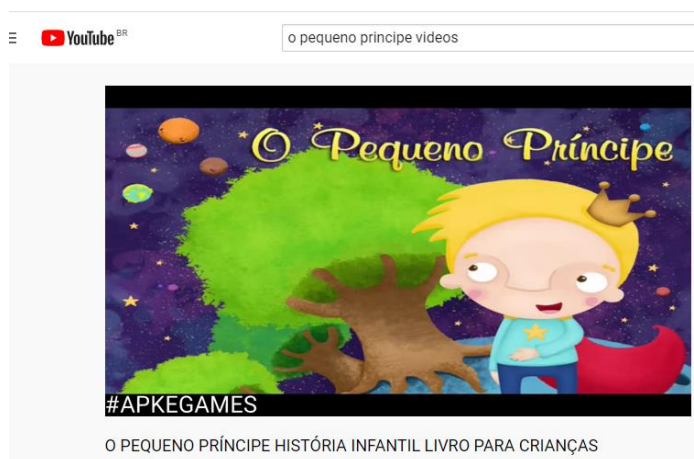 YouTube BR
o pequeno principe videos
O Pequeno Príncipe
#APKEGAMES
O PEQUENO PRÍNCIPE HISTÓRIA INFANTIL LIVRO PARA CRIANÇAS